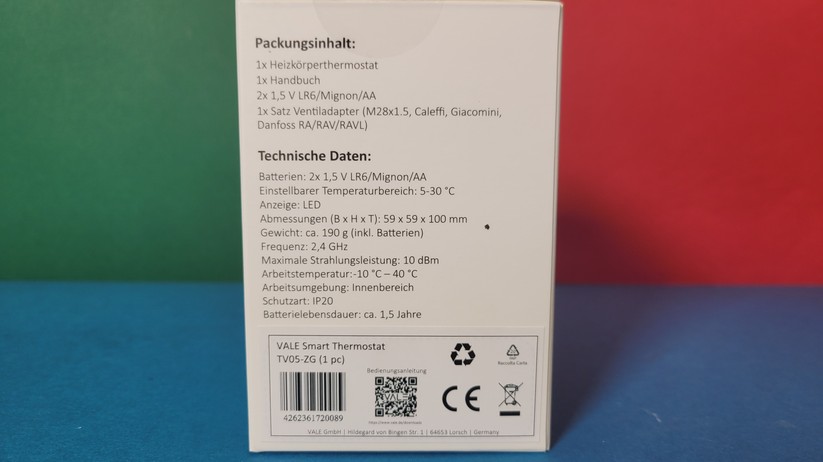 Packungsinhalt:
1x Heizkörperthermostat
1x Handbuch
2x 1,5 V LR6/Mignon/AA
1x Satz Ventiladapter (M28x1.5, Caleffi, Giacomini,
Danfoss RA/RAV/RAVL)
Technische Daten:
Batterien: 2x 1,5 V LR6/Mignon/AA
Einstellbarer Temperaturbereich: 5-30 °C
Anzeige: LED
Abmessungen (B x H x T): 59 x 59 x 100 mm
Gewicht: ca. 190 g (inkl. Batterien)
Frequenz: 2,4 GHz
Maximale Strahlungsleistung: 10 dBm
Arbeitstemperatur:-10 °C – 40 °C
Arbeitsumgebung: Innenbereich
Schutzart: IP20
Batterielebensdauer: ca. 1,5 Jahre
VALE Smart Thermostat
TV05-ZG (1 pc)
Bedienungsanleitung
VALE
CE
Raccolta Carta
4262361720089
VALE GmbH | Hildegard von Bingen Str. 1 | 64653 Lorsch | Germany